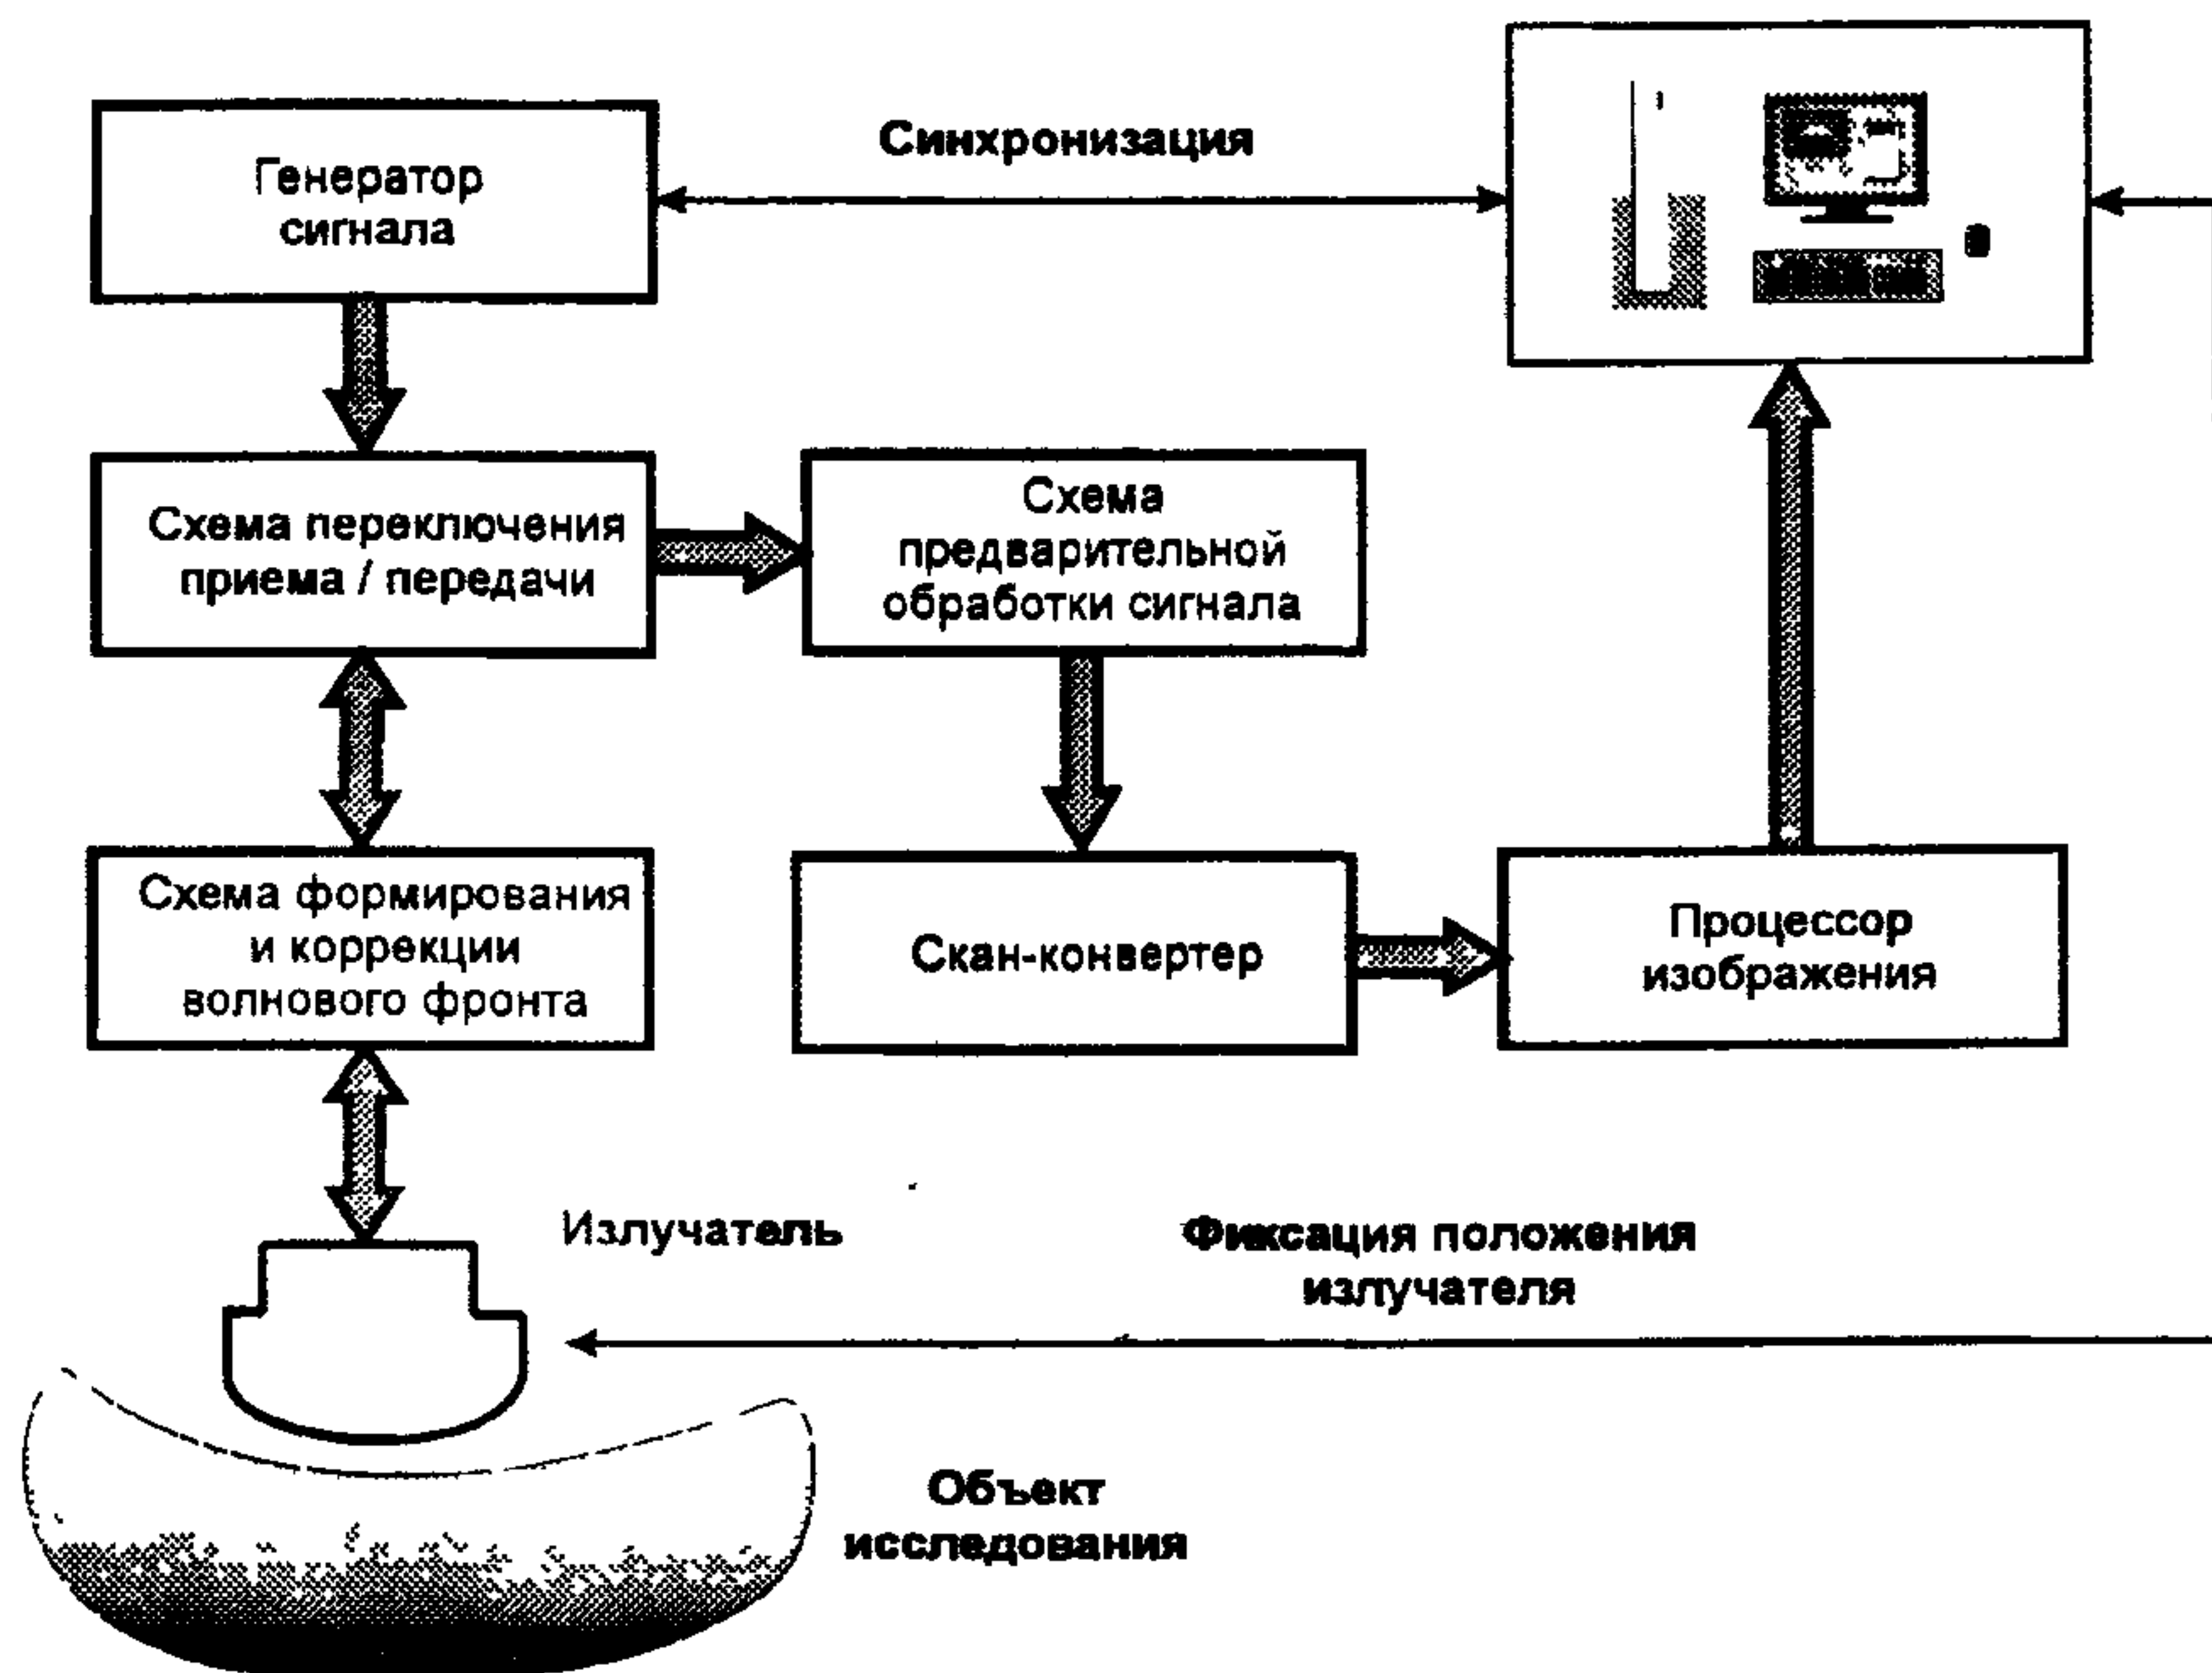 Генератор
сигнала
Синхронизация
Схема переключения
приема / передачи
Схема
предварительной
обработки сигнала
Схема формирования
и коррекции
волнового фронта
Скан-конвертер
Процессор
изображения
Излучатель
Фиксация положения
излучателя
Объект
исследования